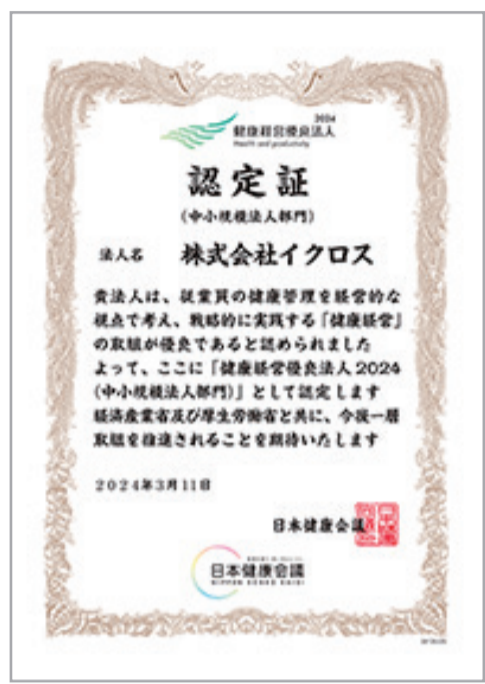 2024
健康経営優良法人
Health and productivity
認定証
(中小規模法人部門)
法人名 株式会社イクロス
貴法人は、従業員の健康管理を経営的な
視点で考え、戦略的に実践する「健康経営」
の取組が優良であると認められました
よって、ここに「健康経営優良法人2024
(中小規模法人部門)」として認定します
経済産業省及び厚生労働省と共に、今後一層
取組を推進されることを期待いたします
2024年3月11日
日本健康会議
日本健康会議
NIPPON KENKO KAIGI